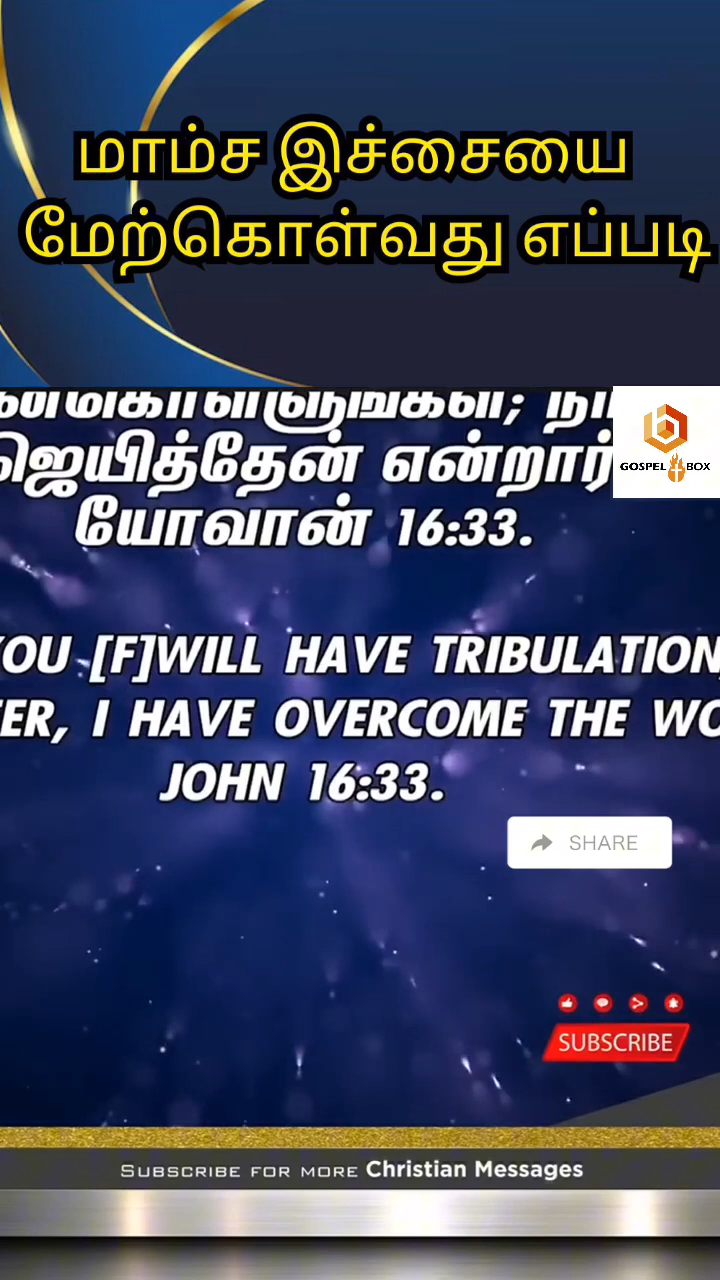 மாம்ச இச்சையை
மேற்கொள்வது எப்படி
ஜெயித்தேன் என்றார்
யோவான் 16:33.
GOSPEL BOX
YOU [F]WILL HAVE TRIBULATION,
I HAVE OVERCOME THE
JOHN 16:33.
SHARE
SUBSCRIBE
SUBSCRIBE FOR MORE Christian Messages